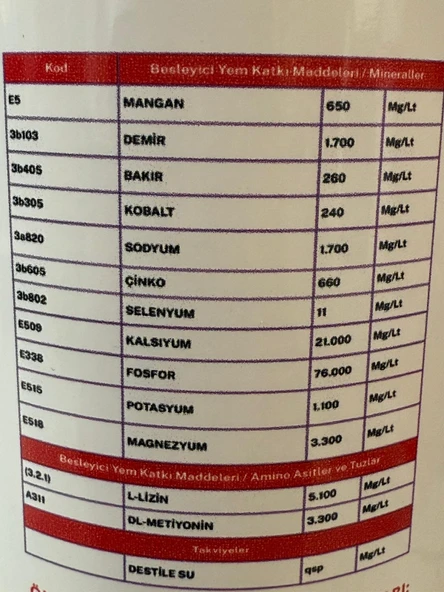 Kod Besleyici Yem Katkı Maddeleri / Mineraller
E5 MANGAN 650 Mg/Lt
3b103 DEMİR 1.700 Mg/Lt
3b405 BAKIR 260 Mg/Lt
3b305 KOBALT 240 Mg/Lt
3a820 SODYUM 1.700 Mg/Lt
3b605 ÇİNKO 660 Mg/Lt
3b802 SELENYUM 11 Mg/Lt
E509 KALSIYUM 21.000 Mg/Lt
E338 FOSFOR 76.000 Mg/Lt
E515 POTASYUM 1.100 Mg/Lt
E518 MAGNEZYUM 3.300 Mg/Lt
Besleyici Yem Katkı Maddeleri / Amino Asitler ve Tuzlar
(3.2.1) L-LİZİN 5.100 Mg/Lt
A311 DL-METİYONİN 3.300 Mg/Lt
Takviyeler
DESTİLE SU qsp Mg/Lt